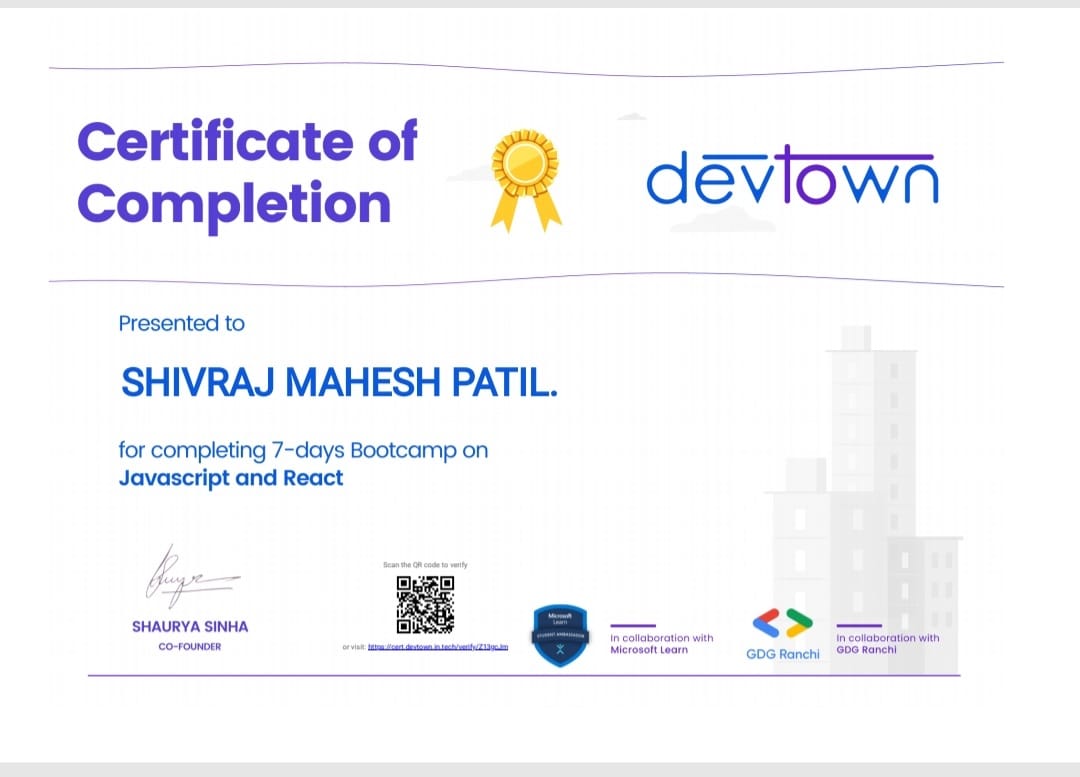 Certificate of
Completion
devtown
Presented to
SHIVRAJ MAHESH PATIL.
for completing 7-days Bootcamp on
Javascript and React
SHAURYA SINHA
CO-FOUNDER
Scan the QR code to verify
or visit: https://cert.devtown.in.tech/verify/Z13gcJm
Microsoft
Learn
STUDENT AMBASSADOR
In collaboration with
Microsoft Learn
GDG Ranchi
In collaboration with
GDG Ranchi